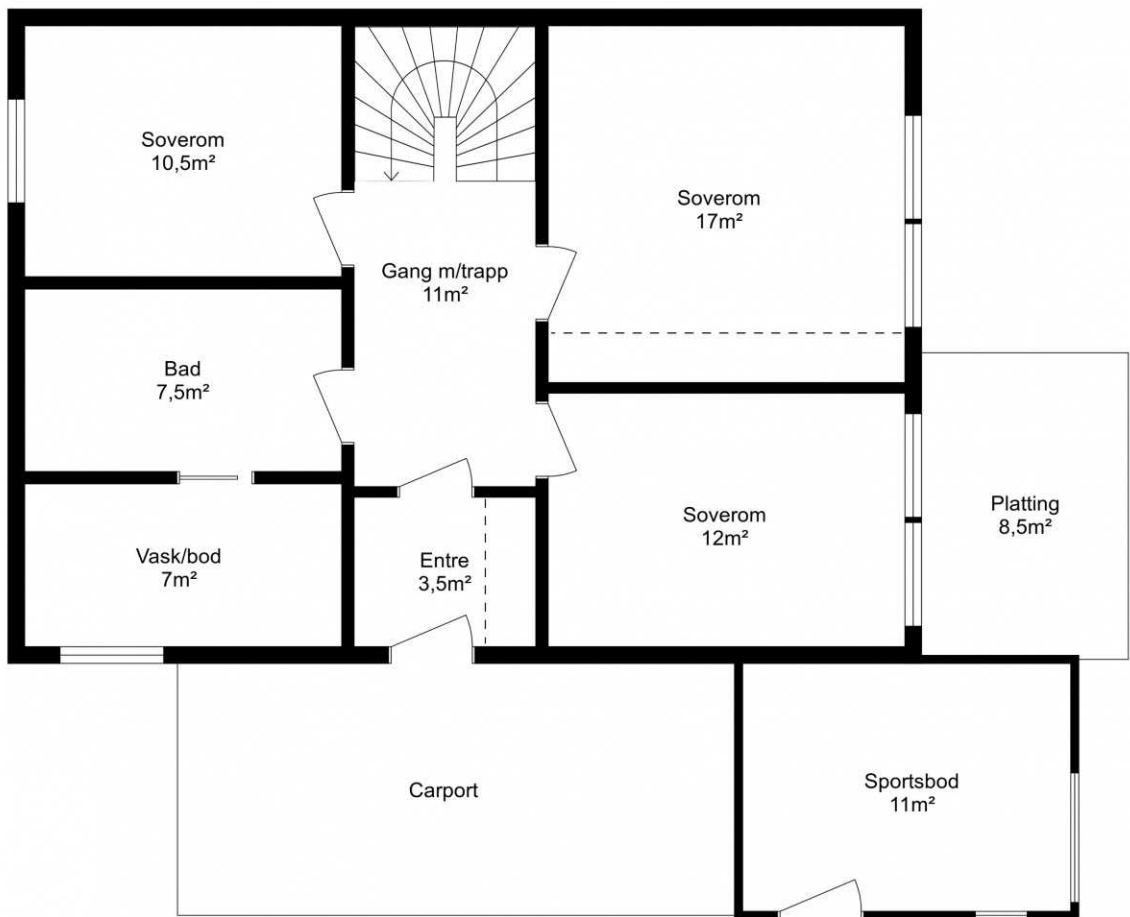 Soverom
10,5m²
Soverom
17m²
Gang m/trapp
11m²
Bad
7,5m²
Soverom
12m²
Platting
8,5m²
Vask/bod
7m²
Entre
3,5m²
Carport
Sportsbod
11m²